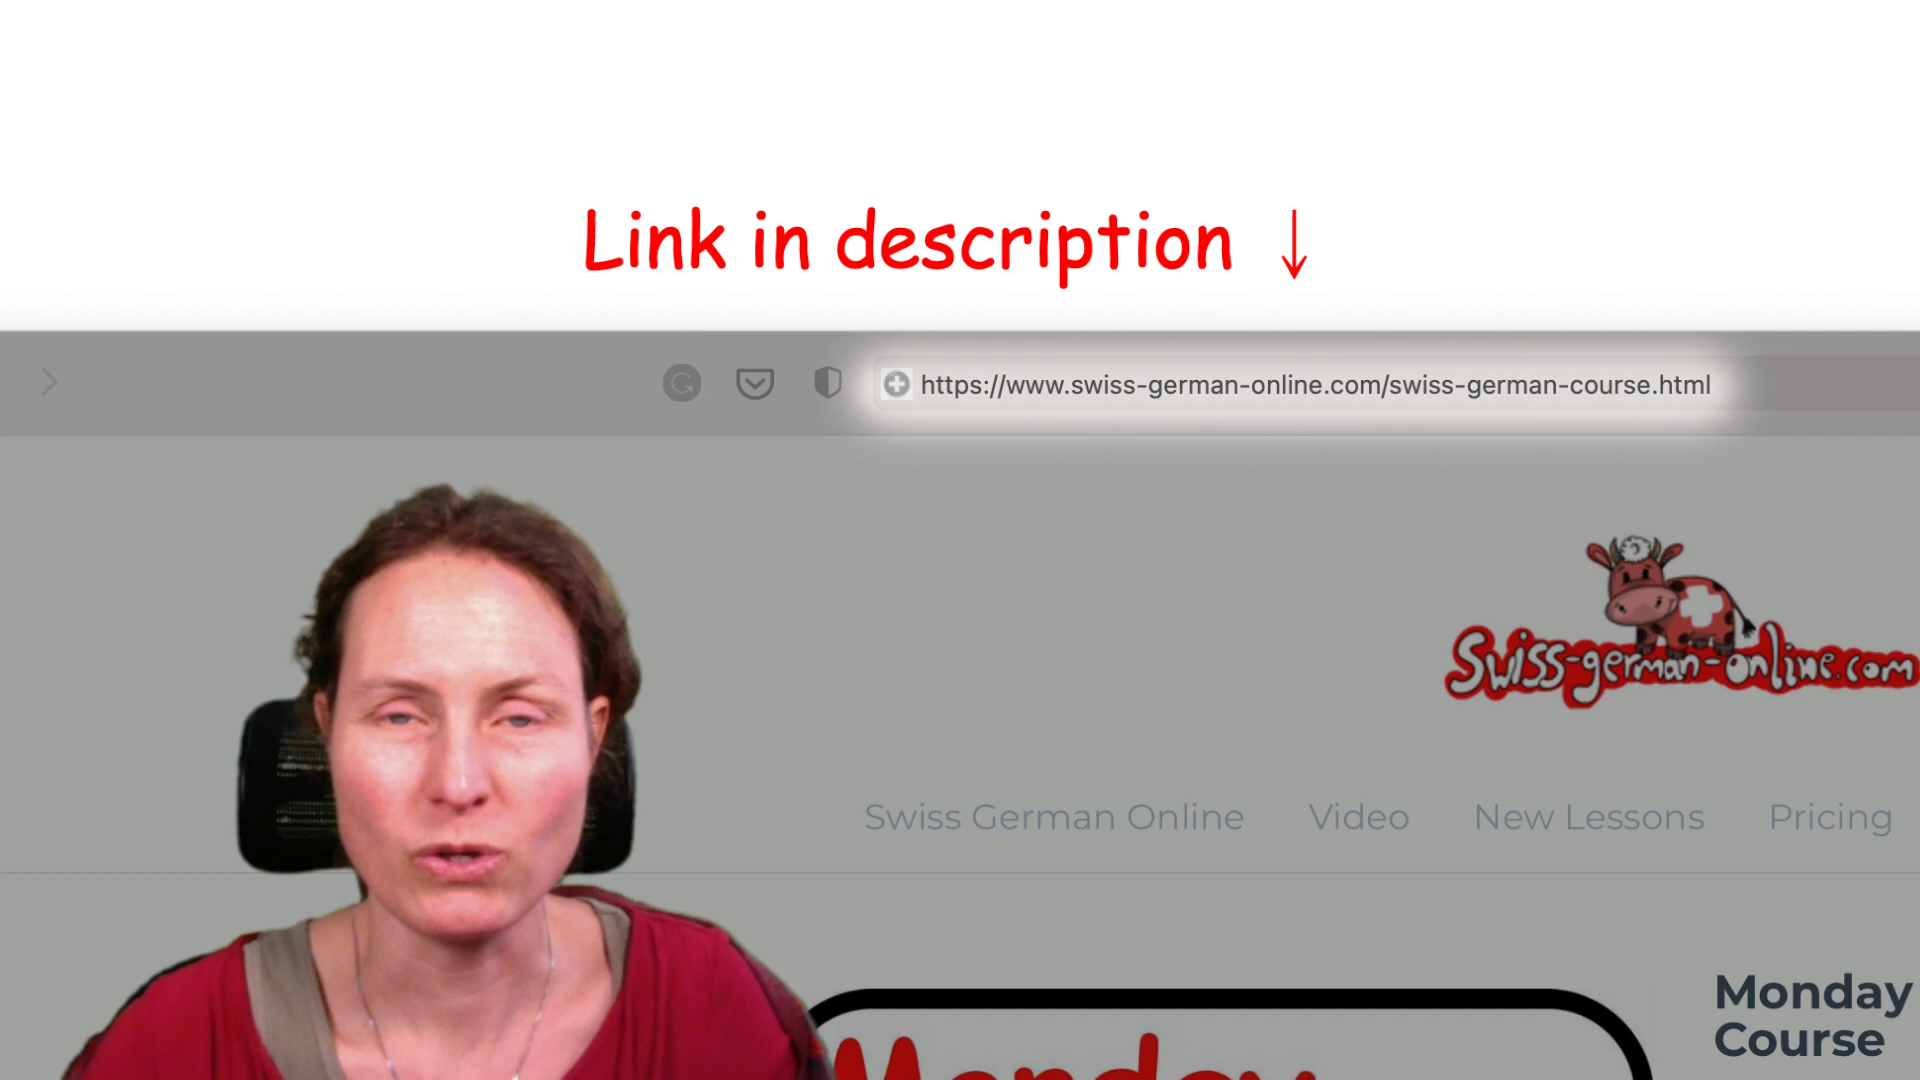 Link in description ↓
https://www.swiss-german-online.com/swiss-german-course.html
Swiss-german-online.com
Swiss German Online Video New Lessons Pricing
Monday
Course
Monday